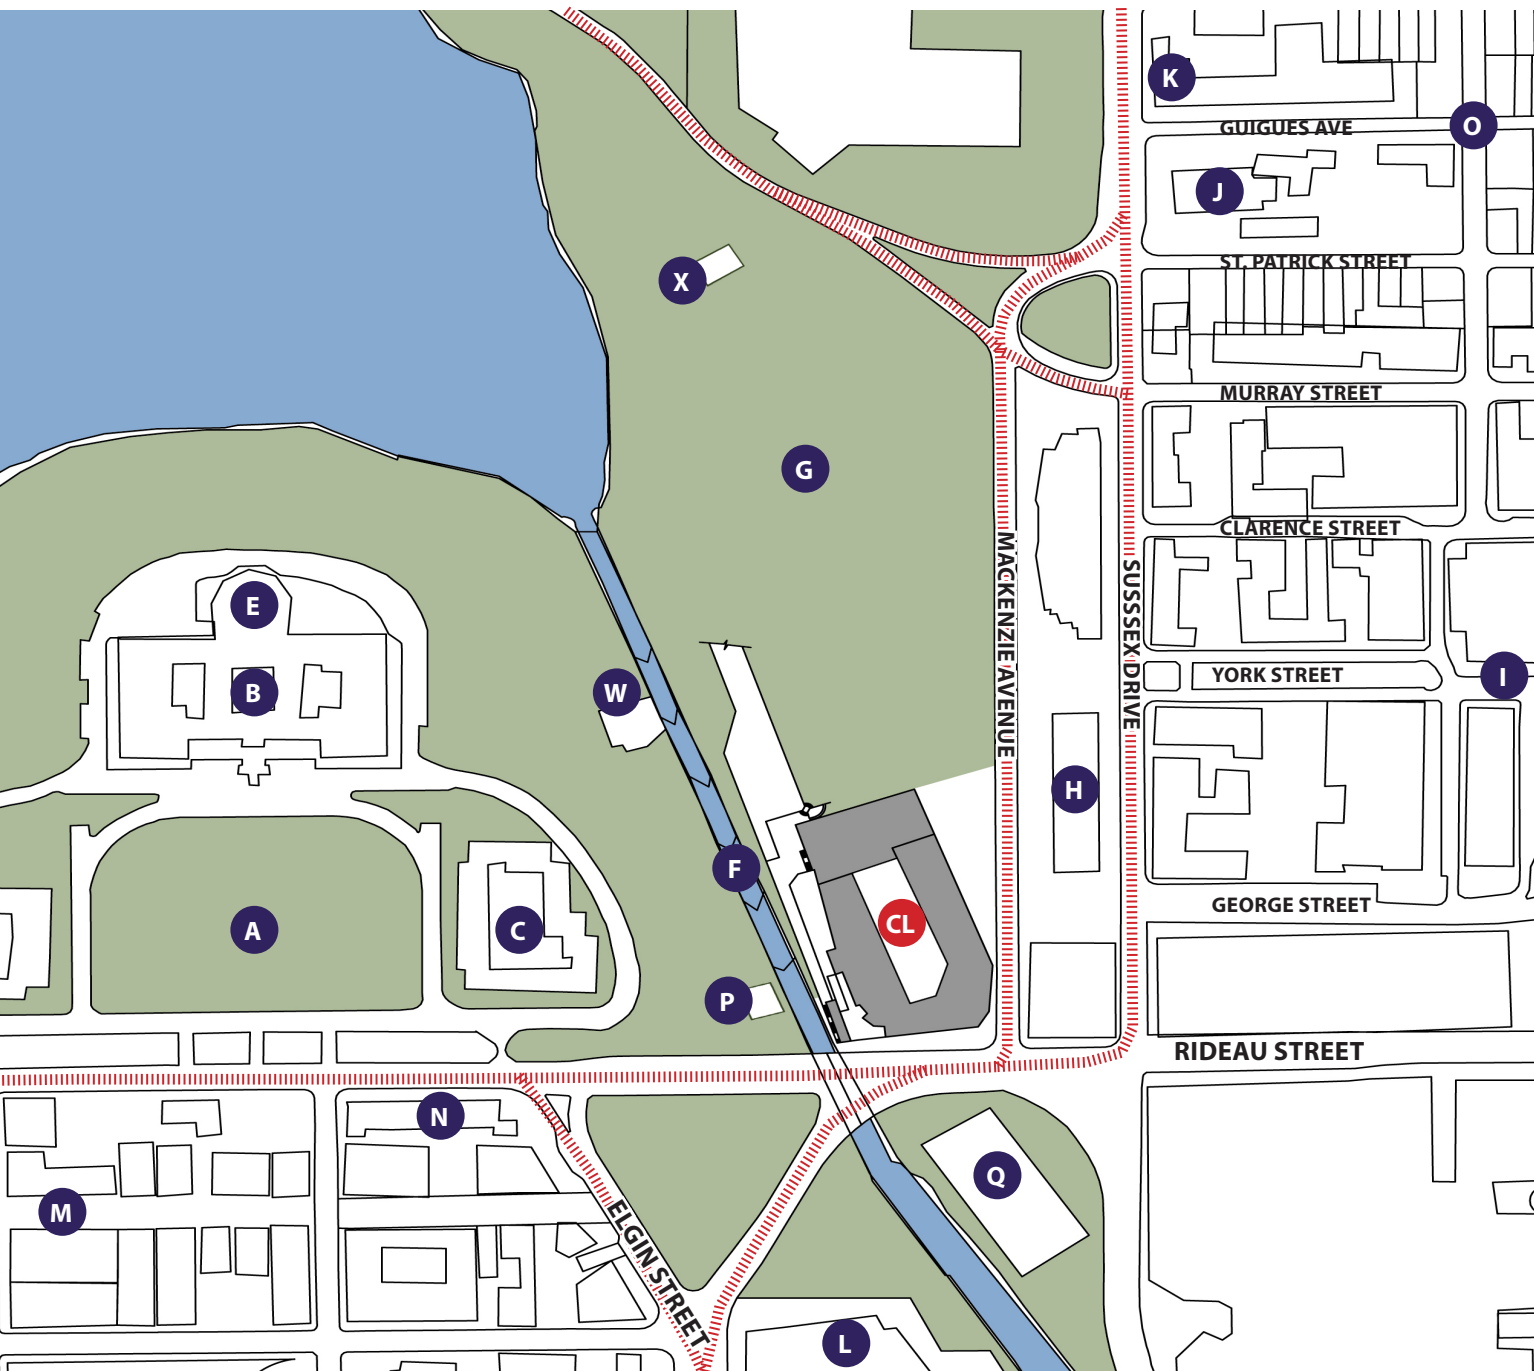 K
GUIGUES AVE
O
J
ST. PATRICK STREET
X
MURRAY STREET
G
CLARENCE STREET
MACKENZIE AVENUE
SUSSSEX DRIVE
E
B
W
YORK STREET
I
H
F
GEORGE STREET
A
C
CL
P
RIDEAU STREET
N
Q
M
ELGIN STREET
L